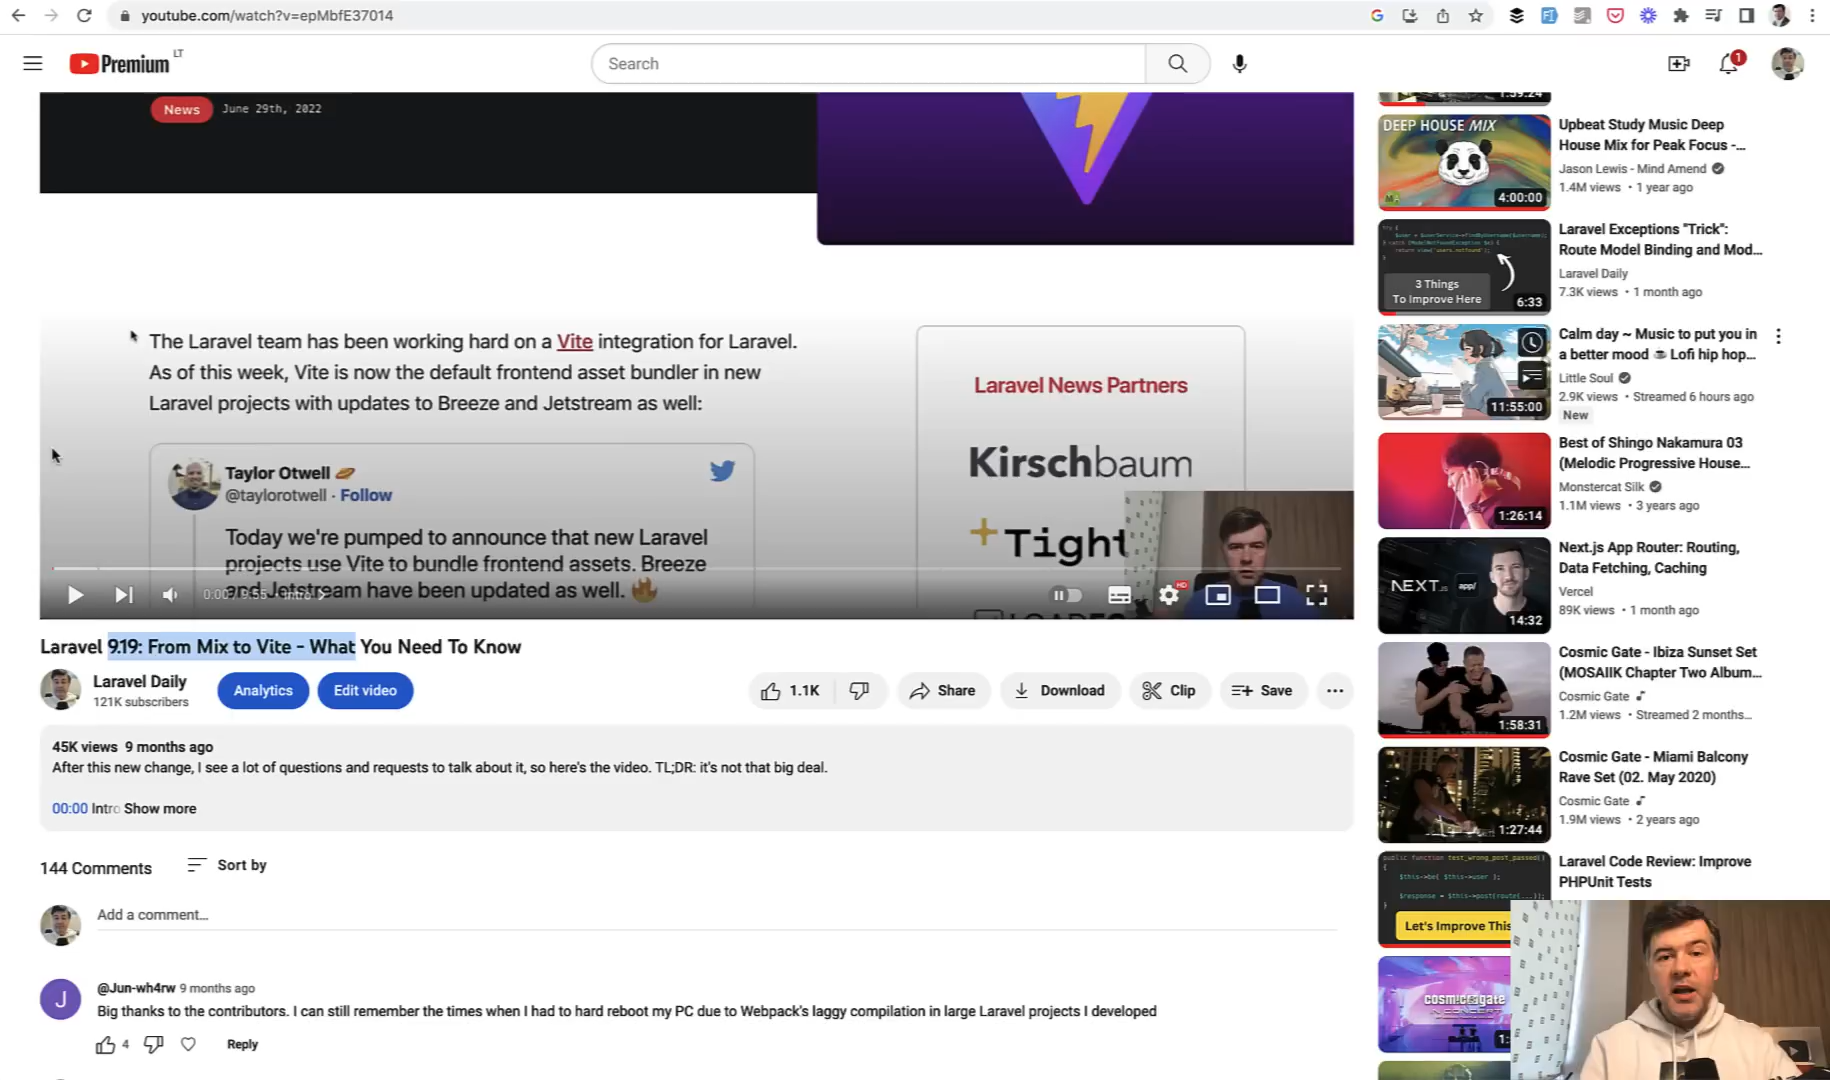 youtube.com/watch?v=epMbfE37014
Premium LT
Search
1
News June 29th, 2022
The Laravel team has been working hard on a Vite integration for Laravel.
As of this week, Vite is now the default frontend asset bundler in new
Laravel projects with updates to Breeze and Jetstream as well:
Taylor Otwell
@taylorotwell · Follow
Today we're pumped to announce that new Laravel
projects use Vite to bundle frontend assets. Breeze
and Jetstream have been updated as well.
Laravel News Partners
Kirschbaum
HD
Laravel 9.19: From Mix to Vite - What You Need To Know
Laravel Daily
121K subscribers
Analytics
Edit video
1.1K
Share
Download
Clip
Save
45K views 9 months ago
After this new change, I see a lot of questions and requests to talk about it, so here's the video. TL;DR: it's not that big deal.
00:00 Intro Show more
144 Comments
Sort by
Add a comment...
J
@Jun-wh4rw 9 months ago
Big thanks to the contributors. I can still remember the times when I had to hard reboot my PC due to Webpack's laggy compilation in large Laravel projects I developed
4
Reply
DEEP HOUSE MIX
4:00:00
Upbeat Study Music Deep
House Mix for Peak Focus -...
Jason Lewis - Mind Amend
1.4M views • 1 year ago
3 Things
To Improve Here
6:33
Laravel Exceptions "Trick":
Route Model Binding and Mod...
Laravel Daily
7.3K views • 1 month ago
11:55:00
Calm day ~ Music to put you in
a better mood ☕ Lofi hip hop...
Little Soul
2.9K views • Streamed 6 hours ago
New
1:26:14
Best of Shingo Nakamura 03
(Melodic Progressive House...
Monstercat Silk
1.1M views • 3 years ago
NEXT.JS app/
14:32
Next.js App Router: Routing,
Data Fetching, Caching
Vercel
89K views • 1 month ago
1:58:31
Cosmic Gate - Ibiza Sunset Set
(MOSAIIK Chapter Two Album...
Cosmic Gate
1.2M views • Streamed 2 months...
1:27:44
Cosmic Gate - Miami Balcony
Rave Set (02. May 2020)
Cosmic Gate
1.9M views • 2 years ago
public function test_wrong_post_passed()
Let's Improve This
Laravel Code Review: Improve
PHPUnit Tests
cosmic gate
IN CONCERT